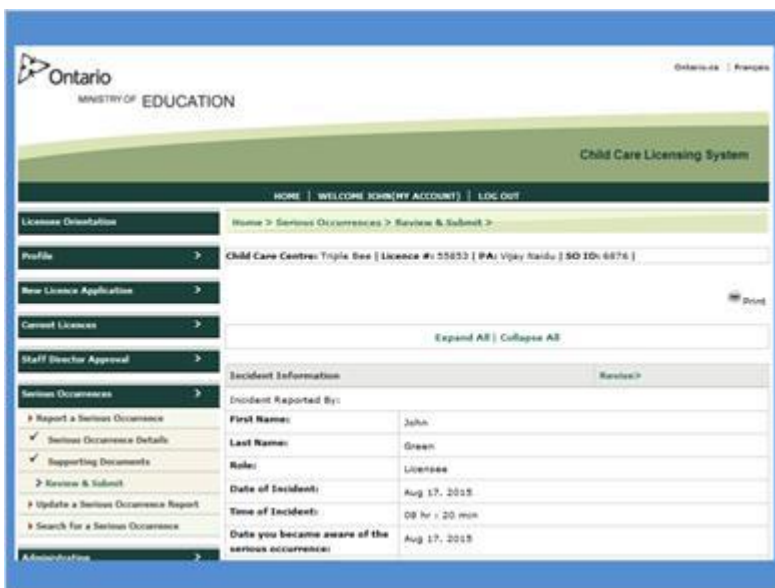 Ontario
MINISTRY OF EDUCATION
Ontario.ca | Français
Child Care Licensing System
HOME | WELCOME JOHN(MY ACCOUNT) | LOG OUT
Licensee Orientation
Profile >
New Licence Application >
Current Licences >
Staff Director Approval >
Serious Occurrences >
Report a Serious Occurrence
✓ Serious Occurrence Details
✓ Supporting Documents
> Review & Submit
Update a Serious Occurrence Report
Search for a Serious Occurrence
Administration >
Home > Serious Occurrences > Review & Submit >
Child Care Centre: Triple Bee | Licence #: 55853 | PA: Vijay Naidu | SO ID: 6876 |
Print
Expand All | Collapse All
Incident Information Revise>
Incident Reported By:
First Name: John
Last Name: Green
Role: Licensee
Date of Incident: Aug 17, 2015
Time of Incident: 08 hr : 20 min
Date you became aware of the serious occurrence: Aug 17, 2015